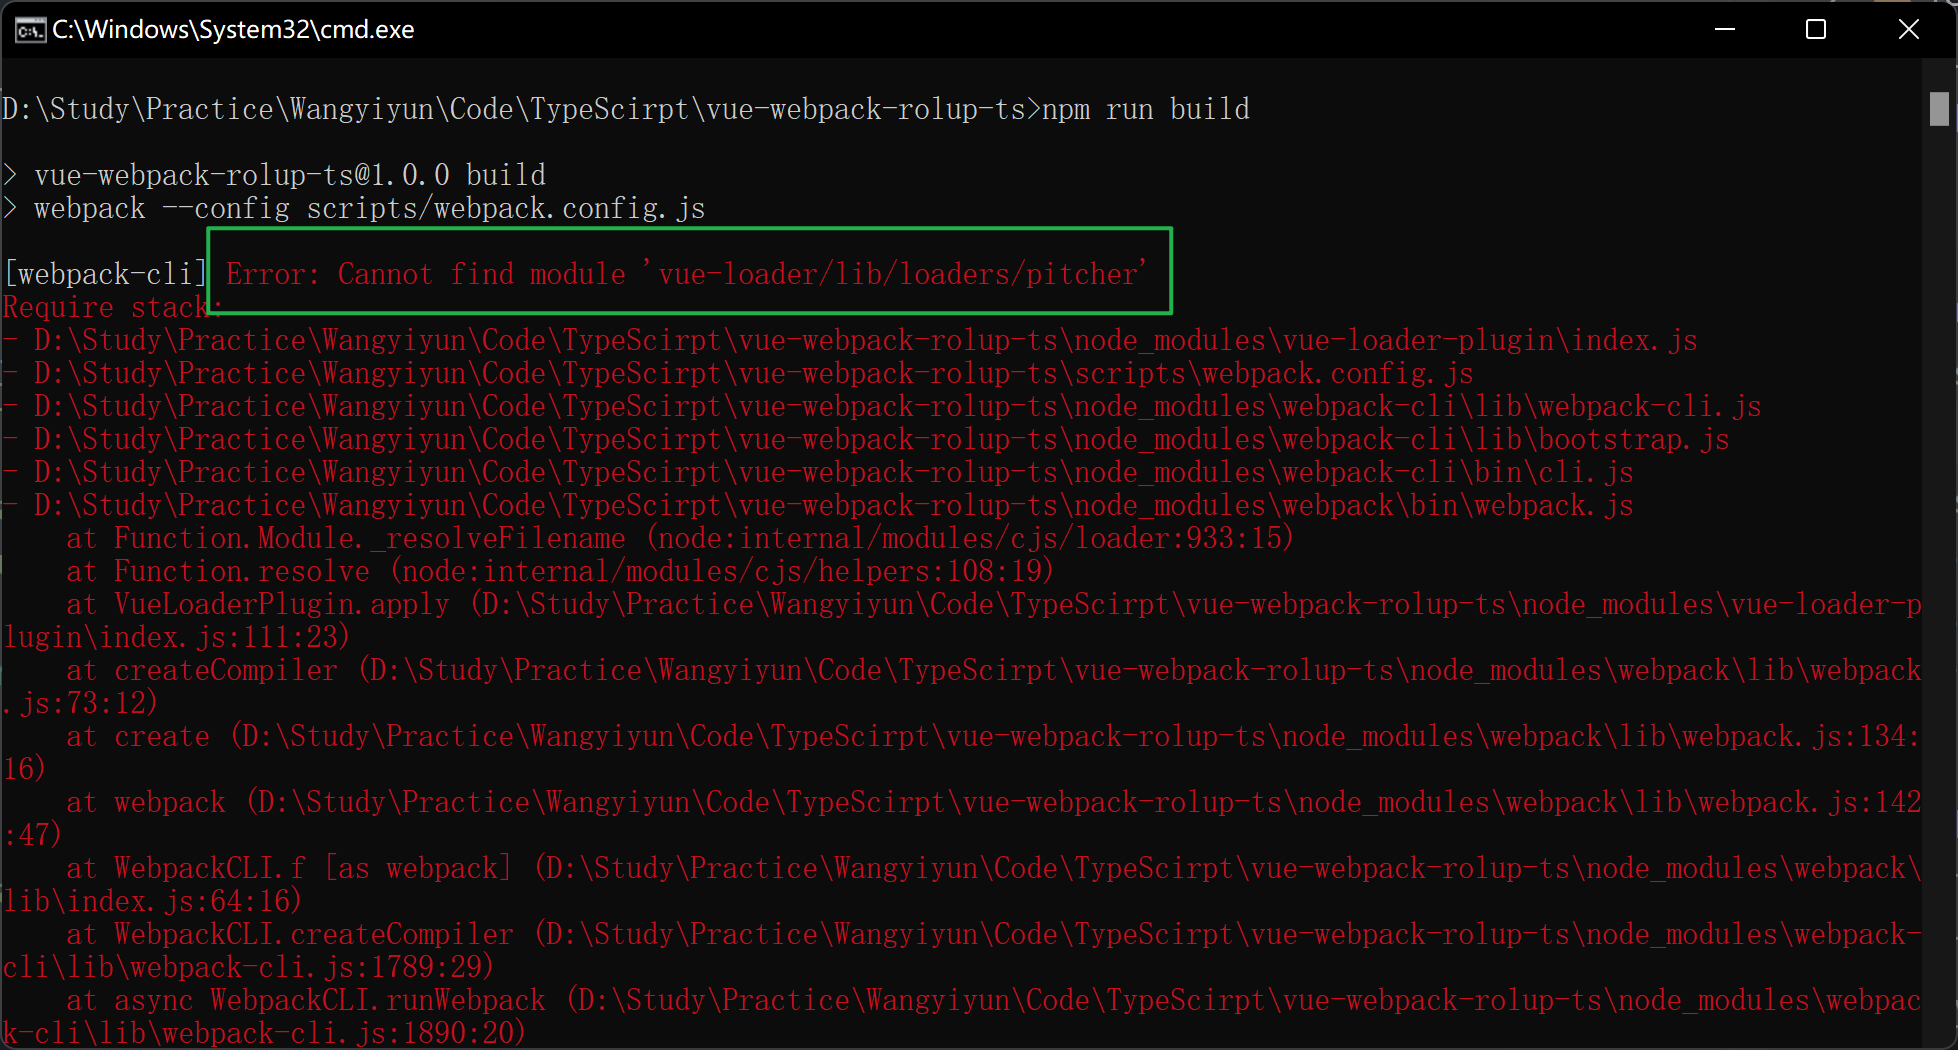 C:\Windows\System32\cmd.exe
D:\Study\Practice\Wangyiyun\Code\TypeScirpt\vue-webpack-rolup-ts>npm run build
> vue-webpack-rolup-ts@1.0.0 build
> webpack --config scripts/webpack.config.js
[webpack-cli] Error: Cannot find module 'vue-loader/lib/loaders/pitcher'
Require stack:
- D:\Study\Practice\Wangyiyun\Code\TypeScirpt\vue-webpack-rolup-ts\node_modules\vue-loader-plugin\index.js
- D:\Study\Practice\Wangyiyun\Code\TypeScirpt\vue-webpack-rolup-ts\scripts\webpack.config.js
- D:\Study\Practice\Wangyiyun\Code\TypeScirpt\vue-webpack-rolup-ts\node_modules\webpack-cli\lib\webpack-cli.js
- D:\Study\Practice\Wangyiyun\Code\TypeScirpt\vue-webpack-rolup-ts\node_modules\webpack-cli\lib\bootstrap.js
- D:\Study\Practice\Wangyiyun\Code\TypeScirpt\vue-webpack-rolup-ts\node_modules\webpack-cli\bin\cli.js
- D:\Study\Practice\Wangyiyun\Code\TypeScirpt\vue-webpack-rolup-ts\node_modules\webpack\bin\webpack.js
    at Function.Module._resolveFilename (node:internal/modules/cjs/loader:933:15)
    at Function.resolve (node:internal/modules/cjs/helpers:108:19)
    at VueLoaderPlugin.apply (D:\Study\Practice\Wangyiyun\Code\TypeScirpt\vue-webpack-rolup-ts\node_modules\vue-loader-p
lugin\index.js:111:23)
    at createCompiler (D:\Study\Practice\Wangyiyun\Code\TypeScirpt\vue-webpack-rolup-ts\node_modules\webpack\lib\webpack
.js:73:12)
    at create (D:\Study\Practice\Wangyiyun\Code\TypeScirpt\vue-webpack-rolup-ts\node_modules\webpack\lib\webpack.js:134:
16)
    at webpack (D:\Study\Practice\Wangyiyun\Code\TypeScirpt\vue-webpack-rolup-ts\node_modules\webpack\lib\webpack.js:142
:47)
    at WebpackCLI.f [as webpack] (D:\Study\Practice\Wangyiyun\Code\TypeScirpt\vue-webpack-rolup-ts\node_modules\webpack\
lib\index.js:64:16)
    at WebpackCLI.createCompiler (D:\Study\Practice\Wangyiyun\Code\TypeScirpt\vue-webpack-rolup-ts\node_modules\webpack-
cli\lib\webpack-cli.js:1789:29)
    at async WebpackCLI.runWebpack (D:\Study\Practice\Wangyiyun\Code\TypeScirpt\vue-webpack-rolup-ts\node_modules\webpac
k-cli\lib\webpack-cli.js:1890:20)